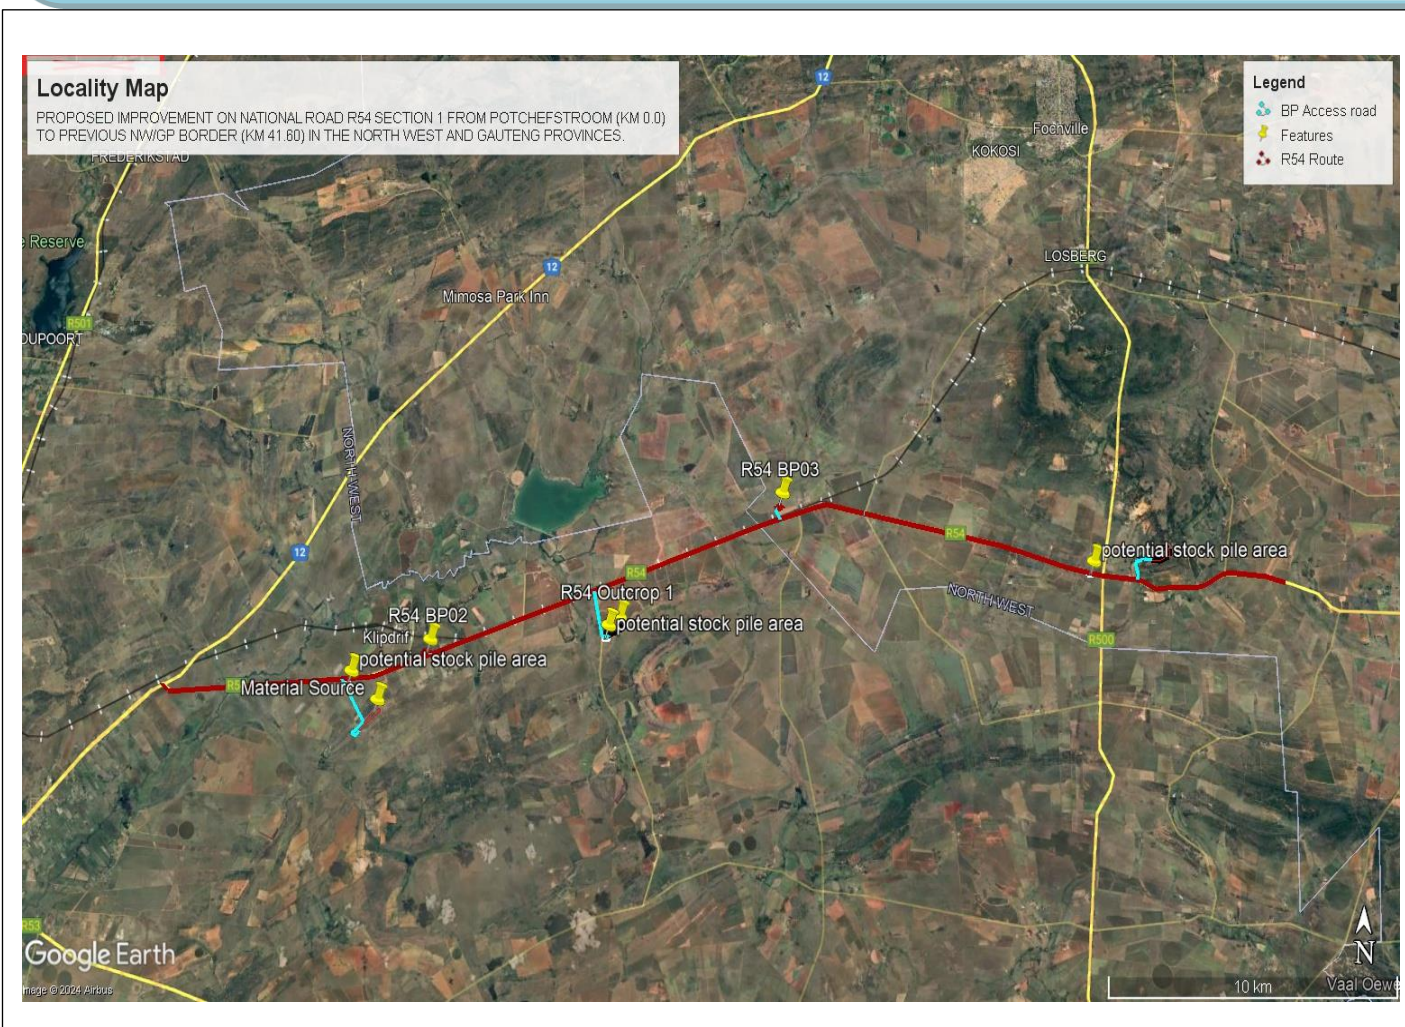 Locality Map
PROPOSED IMPROVEMENT ON NATIONAL ROAD R54 SECTION 1 FROM POTCHEFSTROOM (KM 0.0)
TO PREVIOUS NW/GP BORDER (KM 41.60) IN THE NORTH WEST AND GAUTENG PROVINCES.
Legend
BP Access road
Features
R54 Route
12
Fochville
KOKOSI
FREDERIKSTAD
Reserve
LOSBERG
12
Mimosa Park Inn
R501
OUPOORT
NORTH WEST
R54 BP03
R54
12
potential stock pile area
R54
R54 Outcrop 1
NORTH WEST
R54 BP02
potential stock pile area
Klipdrif
R500
potential stock pile area
Material Source
R53
Google Earth
N
10 km
Vaal Oewe
mage © 2024 Airbus